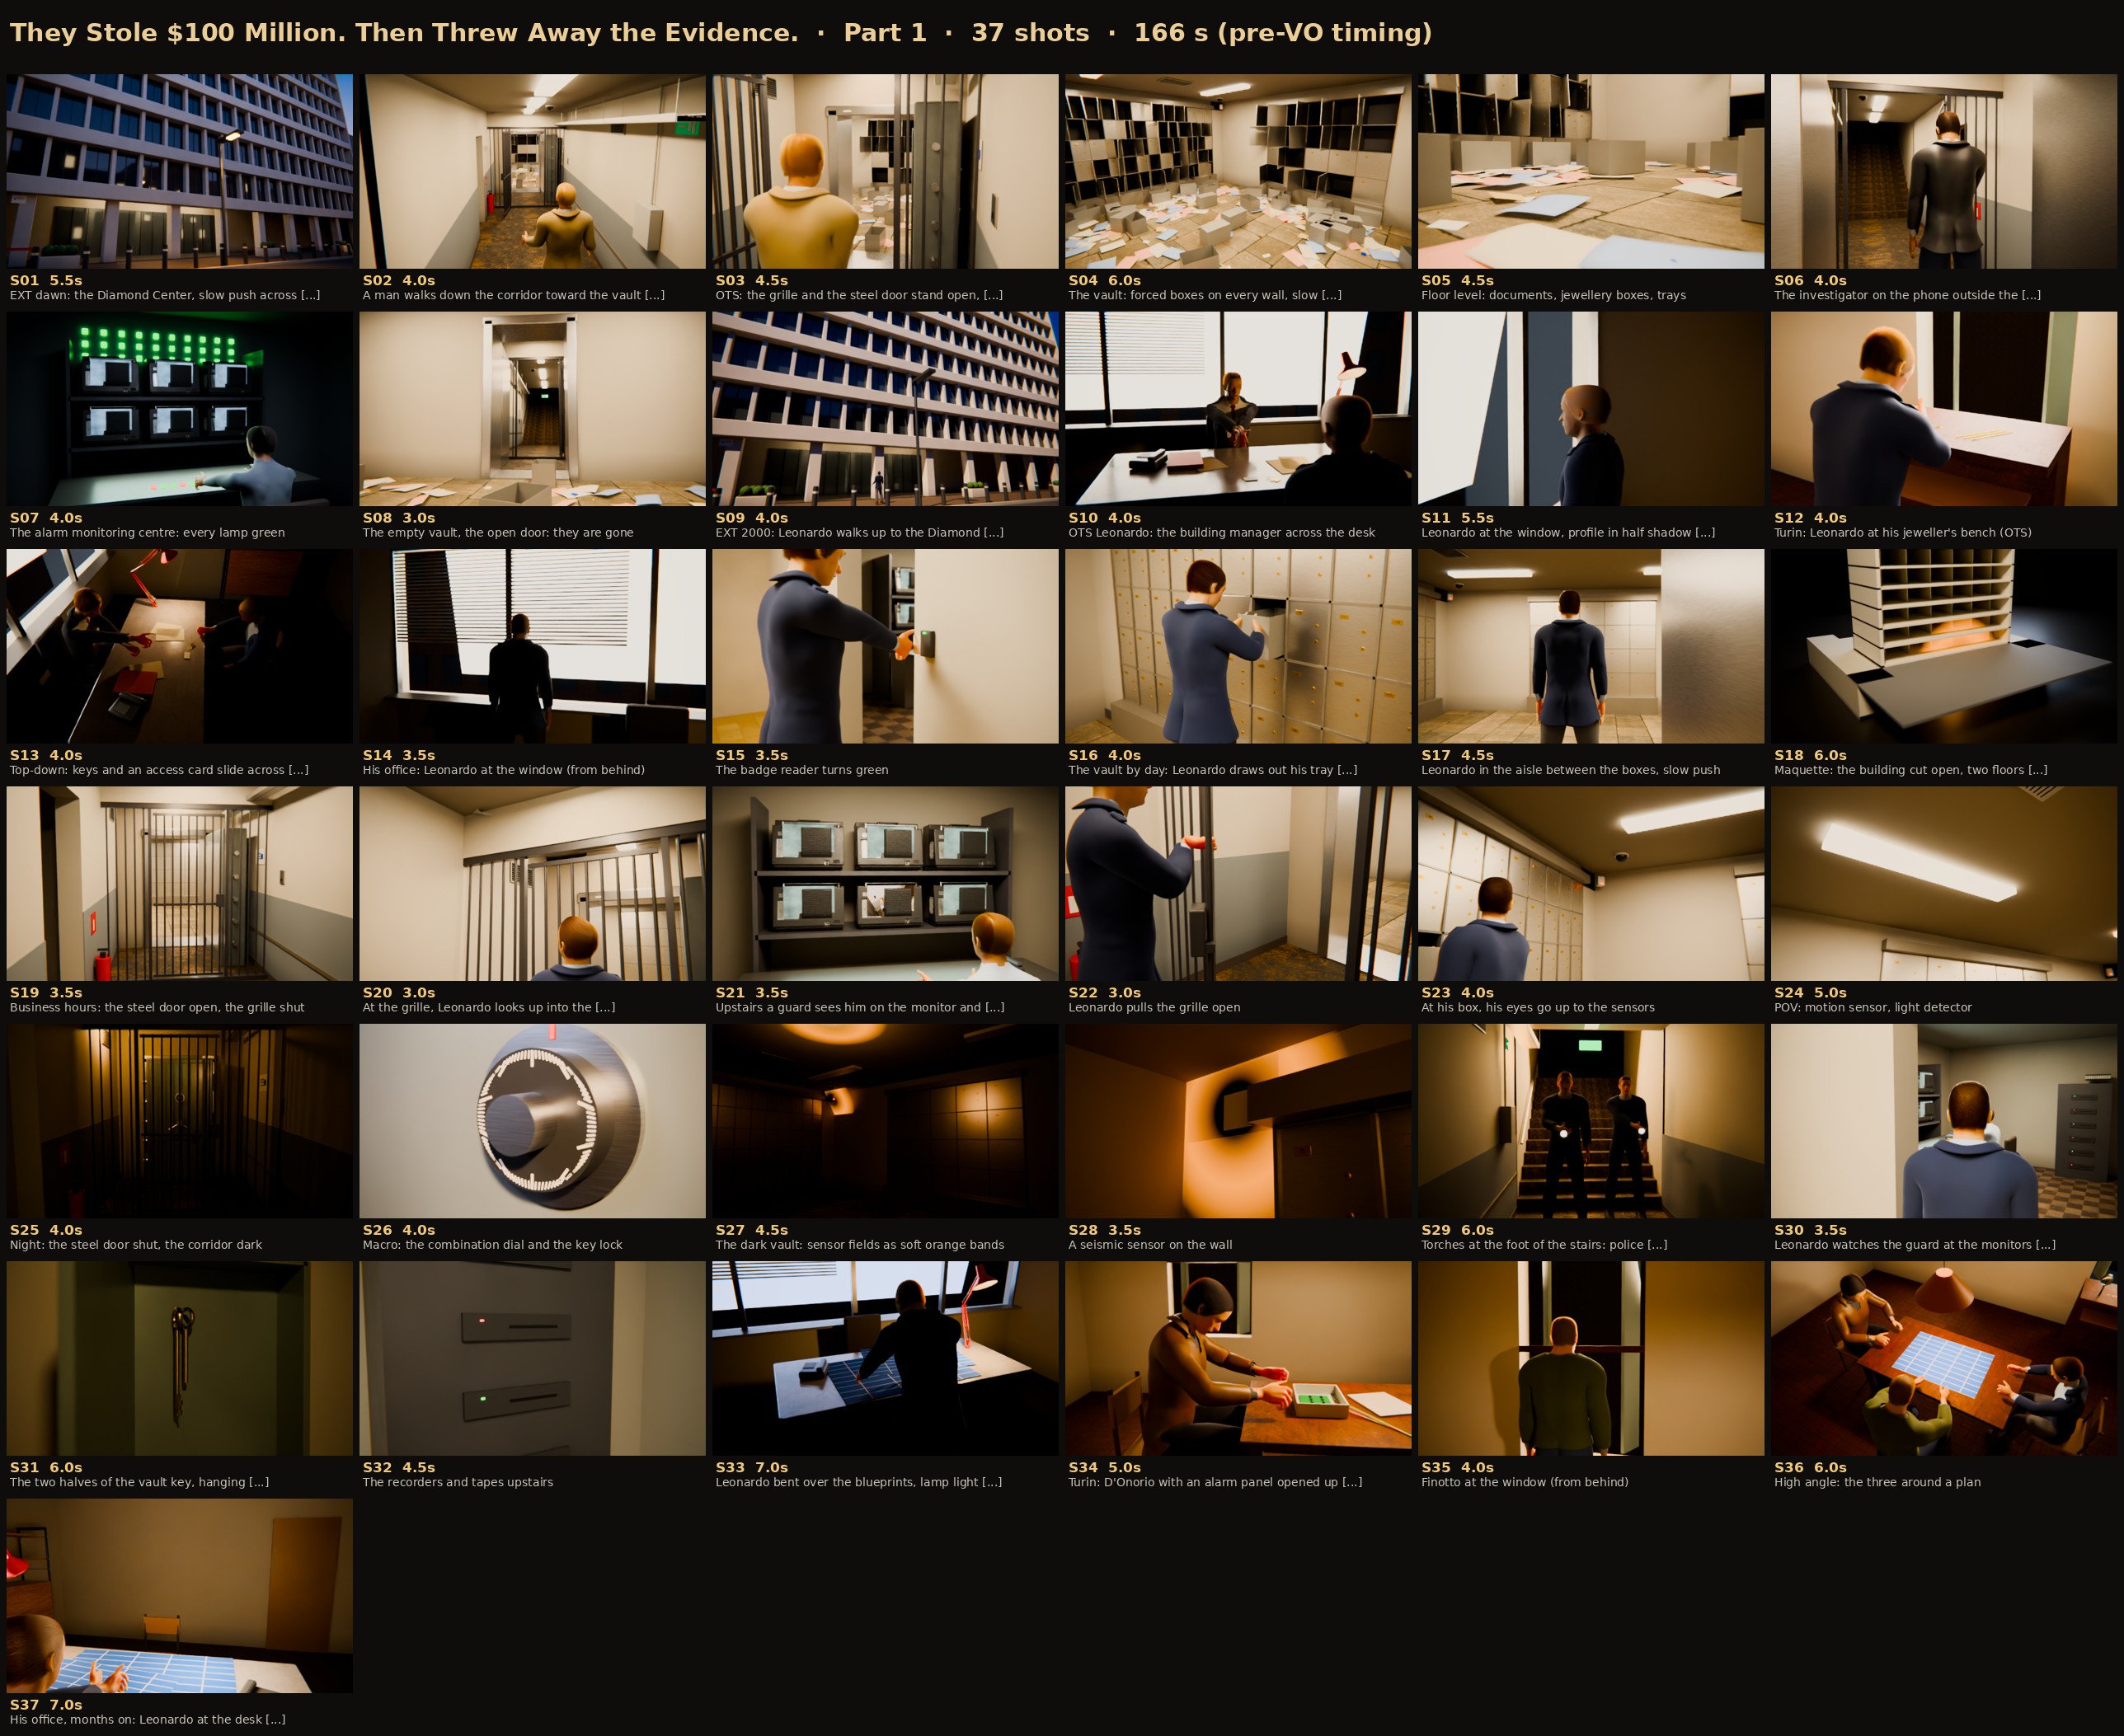 They Stole $100 Million. Then Threw Away the Evidence. · Part 1 · 37 shots · 166 s (pre-VO timing)
S01 5.5s
EXT dawn: the Diamond Center, slow push across [...]
S02 4.0s
A man walks down the corridor toward the vault [...]
S03 4.5s
OTS: the grille and the steel door stand open, [...]
S04 6.0s
The vault: forced boxes on every wall, slow [...]
S05 4.5s
Floor level: documents, jewellery boxes, trays
S06 4.0s
The investigator on the phone outside the [...]
S07 4.0s
The alarm monitoring centre: every lamp green
S08 3.0s
The empty vault, the open door: they are gone
S09 4.0s
EXT 2000: Leonardo walks up to the Diamond [...]
S10 4.0s
OTS Leonardo: the building manager across the desk
S11 5.5s
Leonardo at the window, profile in half shadow [...]
S12 4.0s
Turin: Leonardo at his jeweller's bench (OTS)
S13 4.0s
Top-down: keys and an access card slide across [...]
S14 3.5s
His office: Leonardo at the window (from behind)
S15 3.5s
The badge reader turns green
S16 4.0s
The vault by day: Leonardo draws out his tray [...]
S17 4.5s
Leonardo in the aisle between the boxes, slow push
S18 6.0s
Maquette: the building cut open, two floors [...]
S19 3.5s
Business hours: the steel door open, the grille shut
S20 3.0s
At the grille, Leonardo looks up into the [...]
S21 3.5s
Upstairs a guard sees him on the monitor and [...]
S22 3.0s
Leonardo pulls the grille open
S23 4.0s
At his box, his eyes go up to the sensors
S24 5.0s
POV: motion sensor, light detector
S25 4.0s
Night: the steel door shut, the corridor dark
S26 4.0s
Macro: the combination dial and the key lock
S27 4.5s
The dark vault: sensor fields as soft orange bands
S28 3.5s
A seismic sensor on the wall
S29 6.0s
Torches at the foot of the stairs: police [...]
S30 3.5s
Leonardo watches the guard at the monitors [...]
S31 6.0s
The two halves of the vault key, hanging [...]
S32 4.5s
The recorders and tapes upstairs
S33 7.0s
Leonardo bent over the blueprints, lamp light [...]
S34 5.0s
Turin: D'Onorio with an alarm panel opened up [...]
S35 4.0s
Finotto at the window (from behind)
S36 6.0s
High angle: the three around a plan
S37 7.0s
His office, months on: Leonardo at the desk [...]